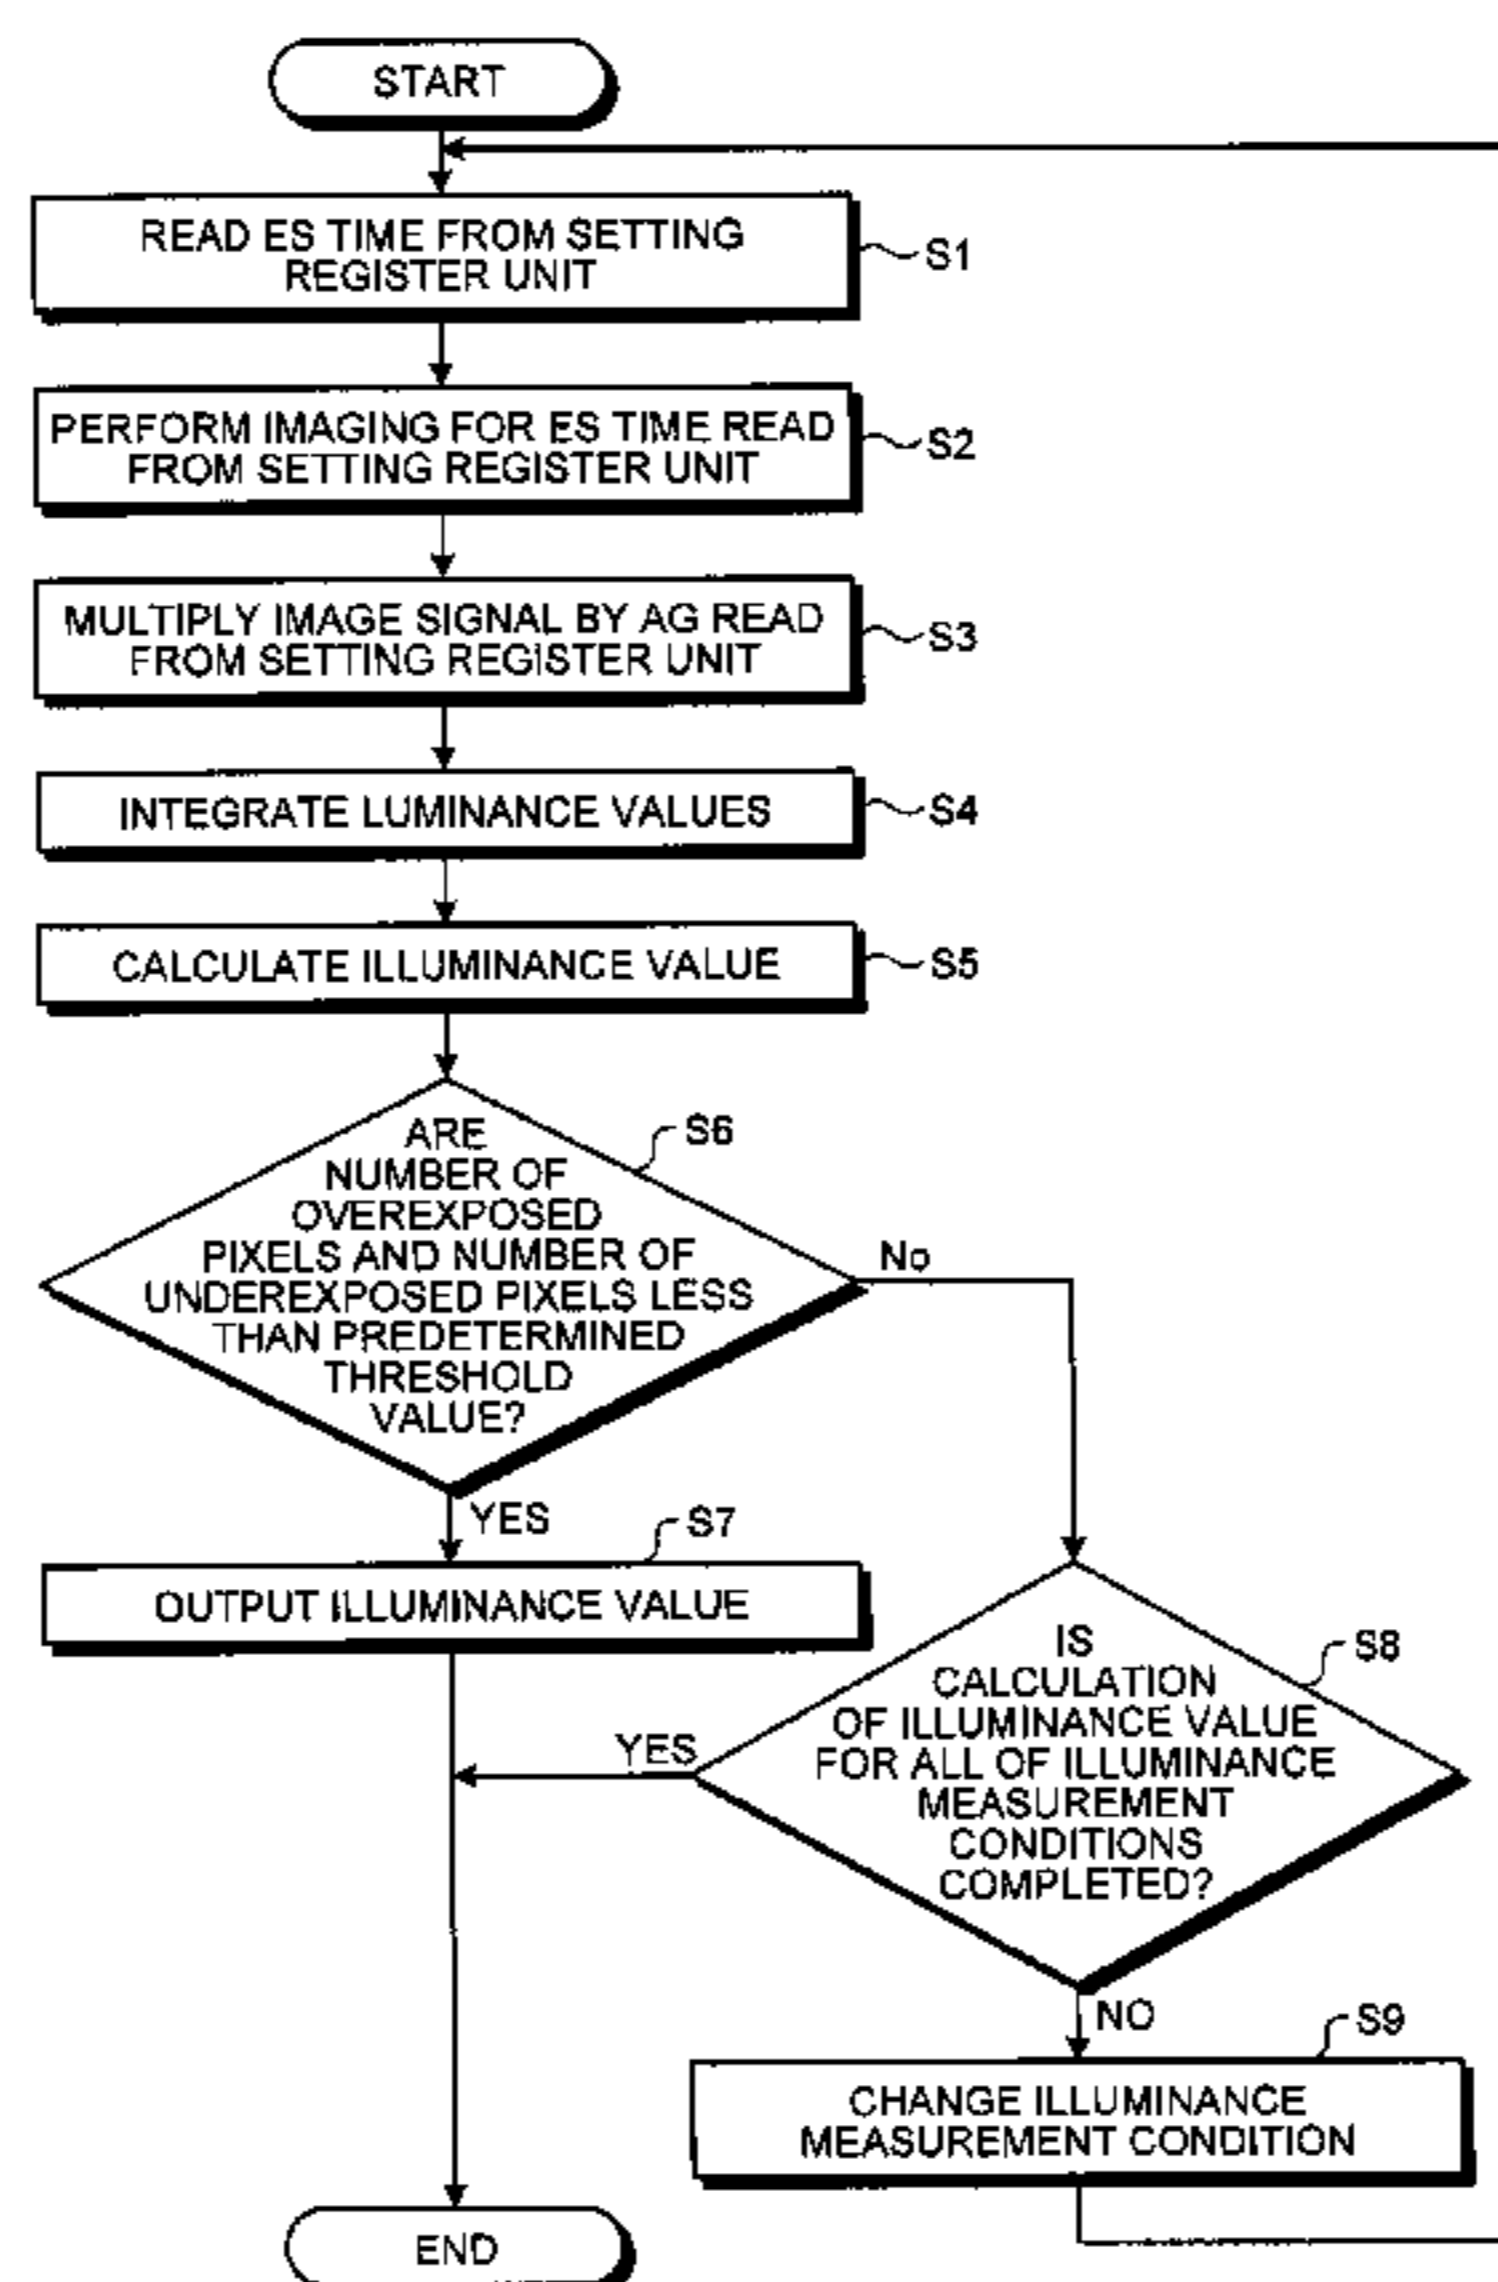 START
READ ES TIME FROM SETTING
REGISTER UNIT
S1
PERFORM IMAGING FOR ES TIME READ
FROM SETTING REGISTER UNIT
S2
MULTIPLY IMAGE SIGNAL BY AG READ
FROM SETTING REGISTER UNIT
S3
INTEGRATE LUMINANCE VALUES
S4
CALCULATE ILLUMINANCE VALUE
S5
ARE
NUMBER OF
OVEREXPOSED
PIXELS AND NUMBER OF
UNDEREXPOSED PIXELS LESS
THAN PREDETERMINED
THRESHOLD
VALUE?
S6
No
YES
S7
OUTPUT ILLUMINANCE VALUE
IS
CALCULATION
OF ILLUMINANCE VALUE
FOR ALL OF ILLUMINANCE
MEASUREMENT
CONDITIONS
COMPLETED?
S8
YES
NO
S9
CHANGE ILLUMINANCE
MEASUREMENT CONDITION
END